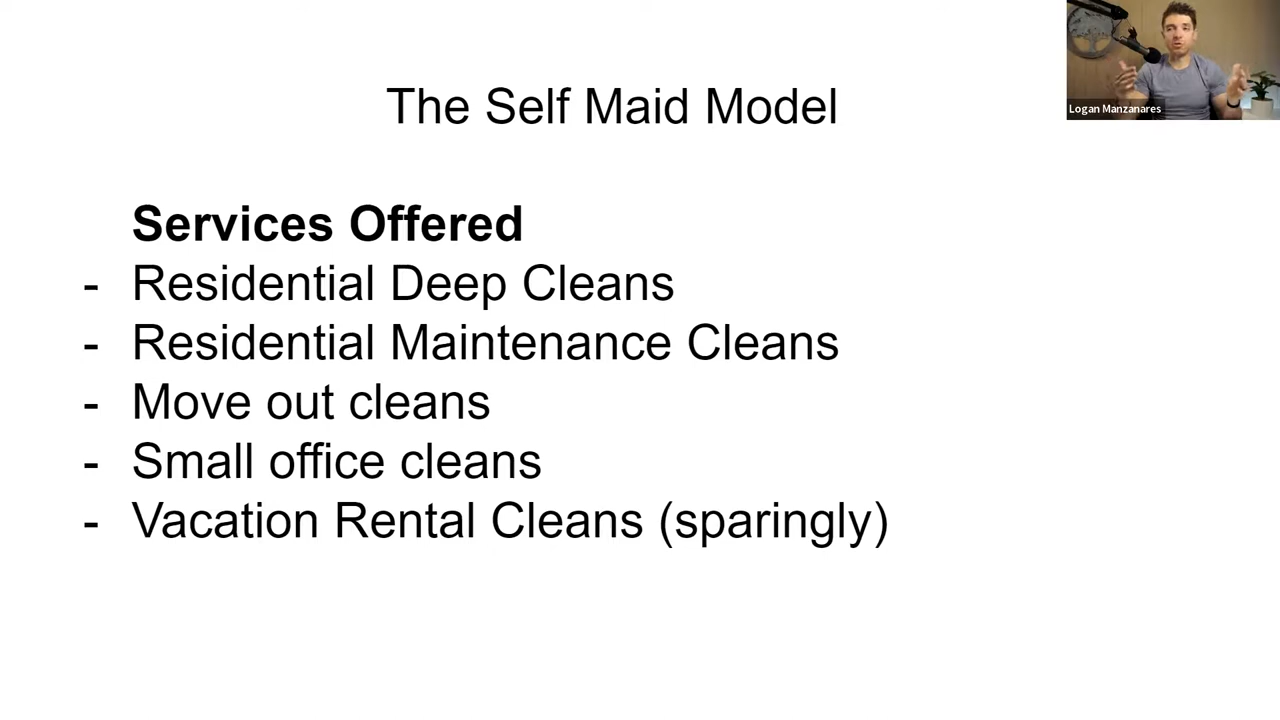 Logan Manzanares
The Self Maid Model
Services Offered
- Residential Deep Cleans
- Residential Maintenance Cleans
- Move out cleans
- Small office cleans
- Vacation Rental Cleans (sparingly)